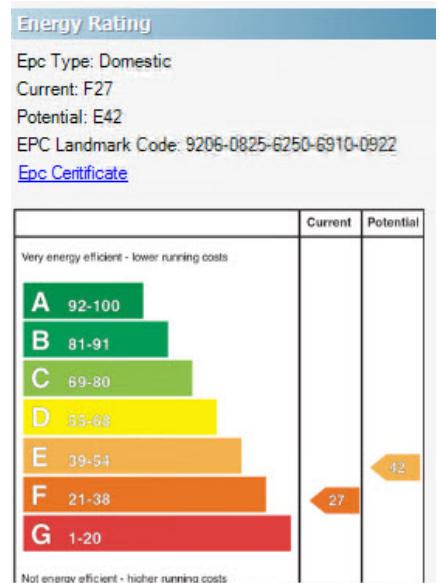 Energy Rating
Epc Type: Domestic
Current: F27
Potential: E42
EPC Landmark Code: 9206-0825-6250-6910-0922
Epc Ceritificate
Current Potential
Very energy efficient - lower running costs
A 92-100
B 81-91
C 69-80
D 55-68
E 39-54
42
F 21-38
27
G 1-20
Not energy efficient - higher running costs